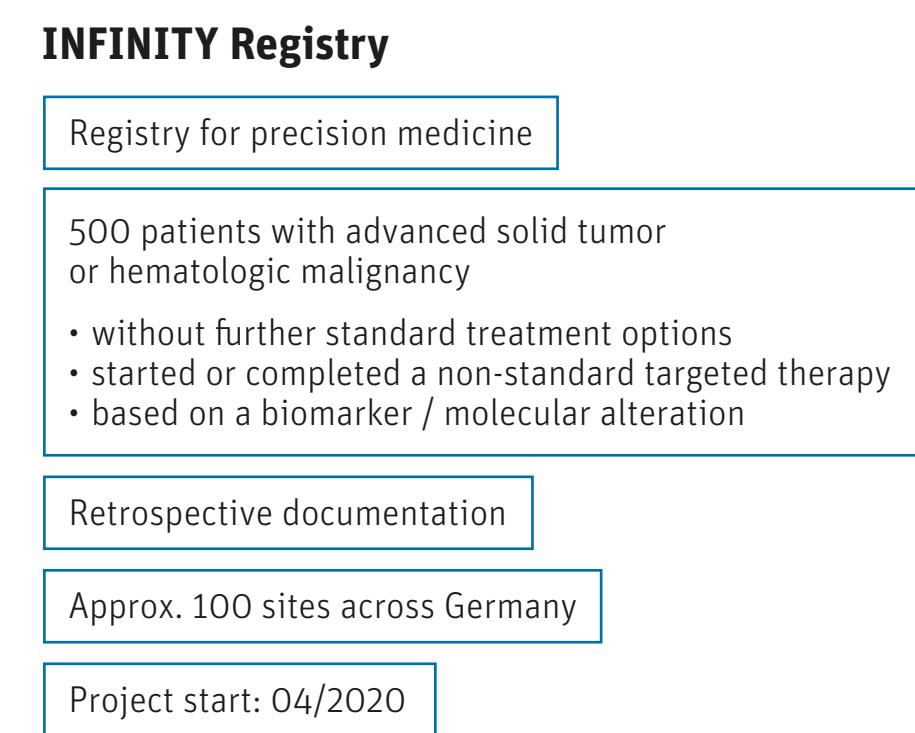 INFINITY Registry
Registry for precision medicine
500 patients with advanced solid tumor
or hematologic malignancy
• without further standard treatment options
• started or completed a non-standard targeted therapy
• based on a biomarker / molecular alteration
Retrospective documentation
Approx. 100 sites across Germany
Project start: 04/2020